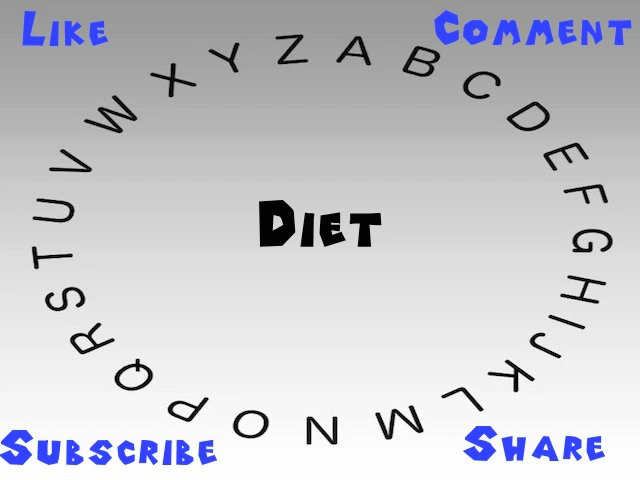 Like
Comment
A B C D E F G H I J K L M N O P Q R S T U V W X Y Z
Diet
Subscribe
Share